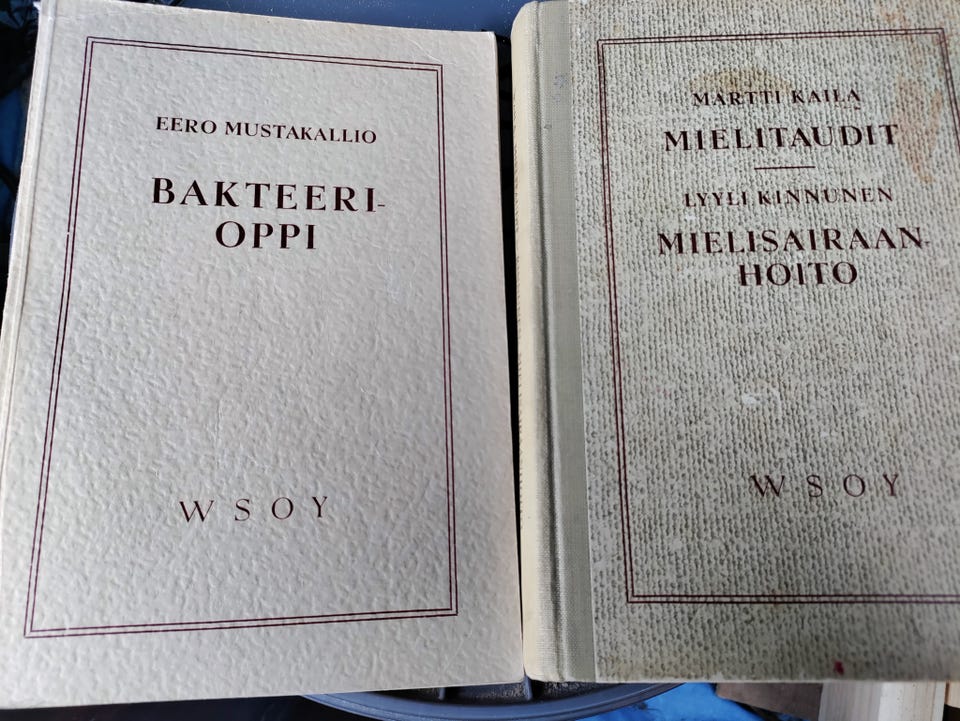 EERO MUSTAKALLIO
BAKTEERI-
OPPI
WSOY
MARTTI KAILA
MIELITAUDIT
LYYLI KINNUNEN
MIELISAIRAAN-
HOITO
WSOY